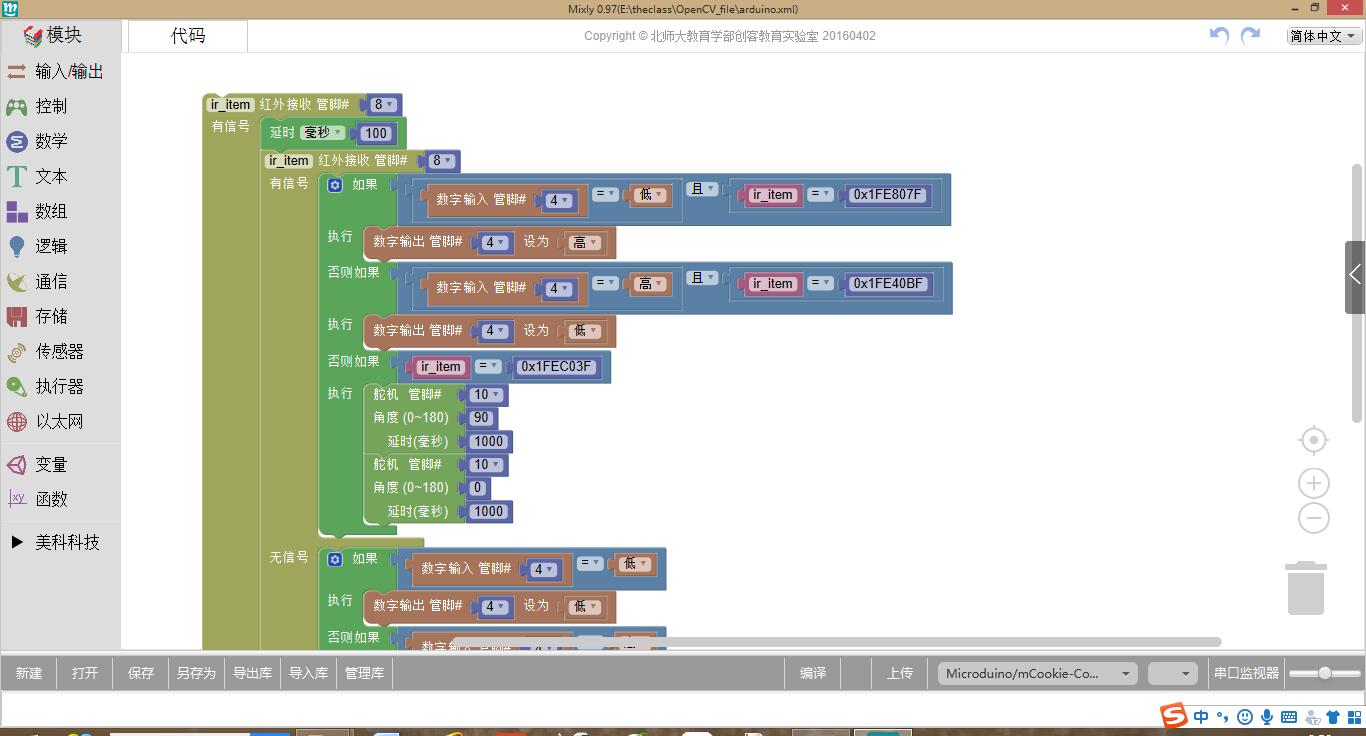 Mixly 0.97(E:\theclass\OpenCV_file\arduino.xml)
模块
代码
Copyright © 北师大教育学部创客教育实验室 20160402
简体中文
输入/输出
控制
数学
文本
数组
逻辑
通信
存储
传感器
执行器
以太网
变量
函数
美科科技
ir_item 红外接收 管脚# 8
有信号
延时 毫秒 100
ir_item 红外接收 管脚# 8
有信号 如果 数字输入 管脚# 4 = 低 且 ir_item = 0x1FE807F
执行 数字输出 管脚# 4 设为 高
否则如果 数字输入 管脚# 4 = 高 且 ir_item = 0x1FE40BF
执行 数字输出 管脚# 4 设为 低
否则如果 ir_item = 0x1FEC03F
执行 舵机 管脚# 10
角度 (0~180) 90
延时(毫秒) 1000
舵机 管脚# 10
角度 (0~180) 0
延时(毫秒) 1000
无信号 如果 数字输入 管脚# 4 = 低
执行 数字输出 管脚# 4 设为 低
否则如果
新建 打开 保存 另存为 导出库 导入库 管理库 编译 上传 Microduino/mCookie-Co... 串口监视器
中